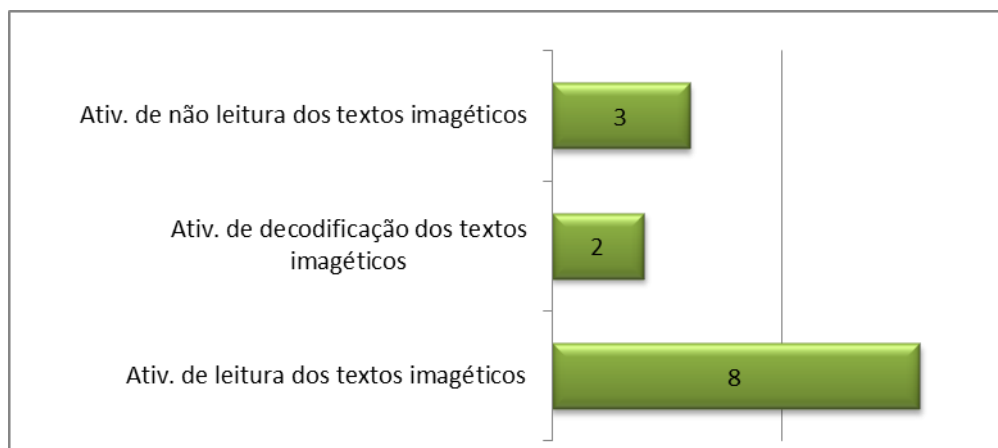 Ativ. de não leitura dos textos imagéticos
3
Ativ. de decodificação dos textos
imagéticos
2
Ativ. de leitura dos textos imagéticos
8